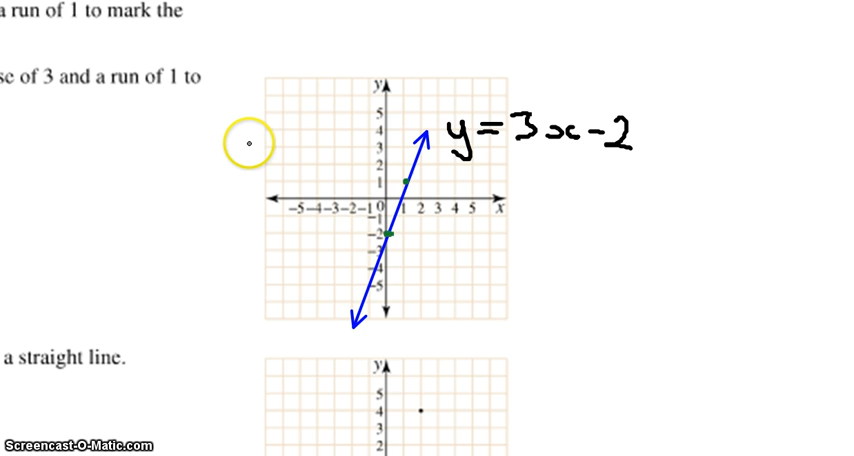 a run of 1 to mark the
se of 3 and a run of 1 to
y
5
4
3
2
1
y = 3x - 2
-5-4-3-2-1 0 1 2 3 4 5 x
-1
-2
-3
-4
-5
a straight line.
y
5
4
3
2
Screencast-O-Matic.com